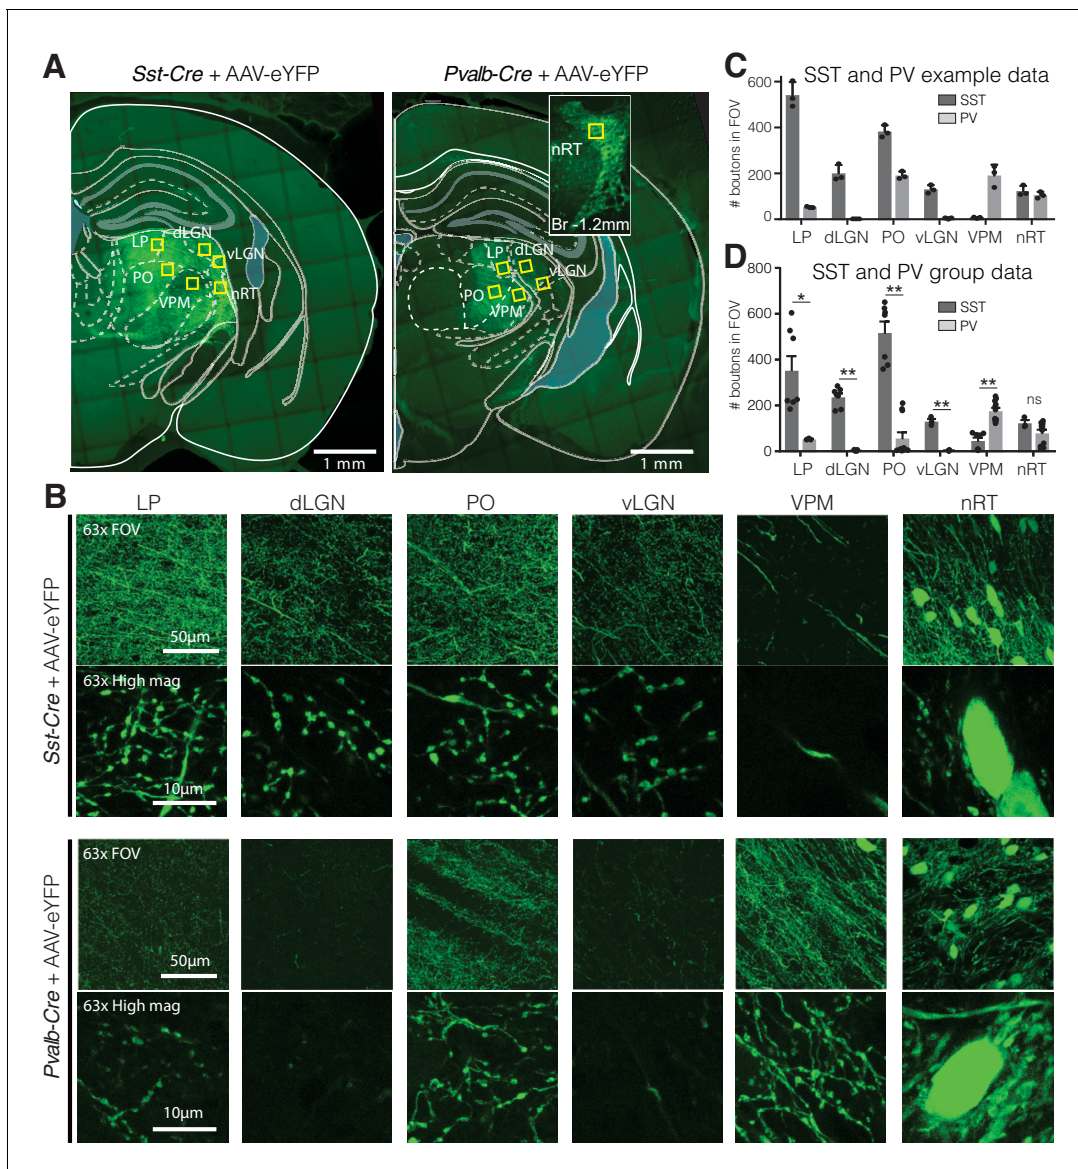 A
Sst-Cre + AAV-eYFP
Pvalb-Cre + AAV-eYFP
LP
dLGN
vLGN
PO
VPM
nRT
1 mm
nRT
Br -1.2mm
LP
dLGN
vLGN
PO
VPM
1 mm
C
SST and PV example data
# boutons in FOV
600
400
200
0
SST
PV
LP dLGN PO vLGN VPM nRT
D
SST and PV group data
# boutons in FOV
800
600
400
200
0
SST
PV
*
**
**
**
**
ns
LP dLGN PO vLGN VPM nRT
B
LP dLGN PO vLGN VPM nRT
Sst-Cre + AAV-eYFP
63x FOV
50µm
63x High mag
10µm
Pvalb-Cre + AAV-eYFP
63x FOV
50µm
63x High mag
10µm